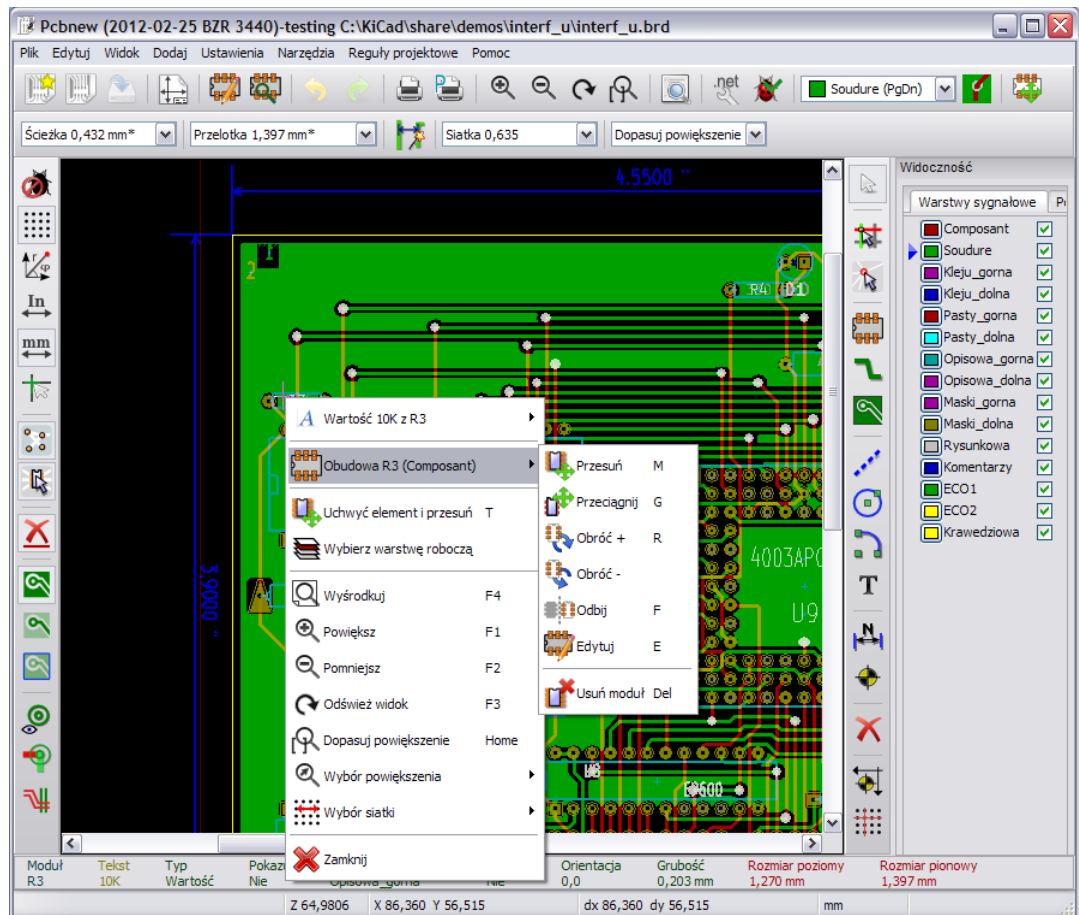 Pcbnew (2012-02-25 BZR 3440)-testing C:\KiCad\share\demos\interf_u\interf_u.brd
Plik Edytuj Widok Dodaj Ustawienia Narzędzia Reguły projektowe Pomoc
.net
Soudure (PgDn)
Ścieżka 0,432 mm*
Przelotka 1,397 mm*
Siatka 0,635
Dopasuj powiększenie
Widoczność
Warstwy sygnałowe
Composant
Soudure
Kleju_gorna
Kleju_dolna
Pasty_gorna
Pasty_dolna
Opisowa_gorna
Opisowa_dolna
Maski_gorna
Maski_dolna
Rysunkowa
Komentarzy
ECO1
ECO2
Krawedziowa
In
mm
4.5500 "
3.9000 "
1
2
R4
D1
4003APC
U9
T
N
Wartość 10K z R3
Obudowa R3 (Composant)
Uchwyć element i przesuń T
Wybierz warstwę roboczą
Wyśrodkuj F4
Powiększ F1
Pomniejsz F2
Odśwież widok F3
Dopasuj powiększenie Home
Wybór powiększenia
Wybór siatki
Zamknij
Przesuń M
Przeciągnij G
Obróć + R
Obróć -
Odbij F
Edytuj E
Usuń moduł Del
Moduł Tekst Typ Orientacja Grubość Rozmiar poziomy Rozmiar pionowy
R3 10K Wartość Nie 0,0 0,203 mm 1,270 mm 1,397 mm
Z 64,9806 X 86,360 Y 56,515 dx 86,360 dy 56,515 mm